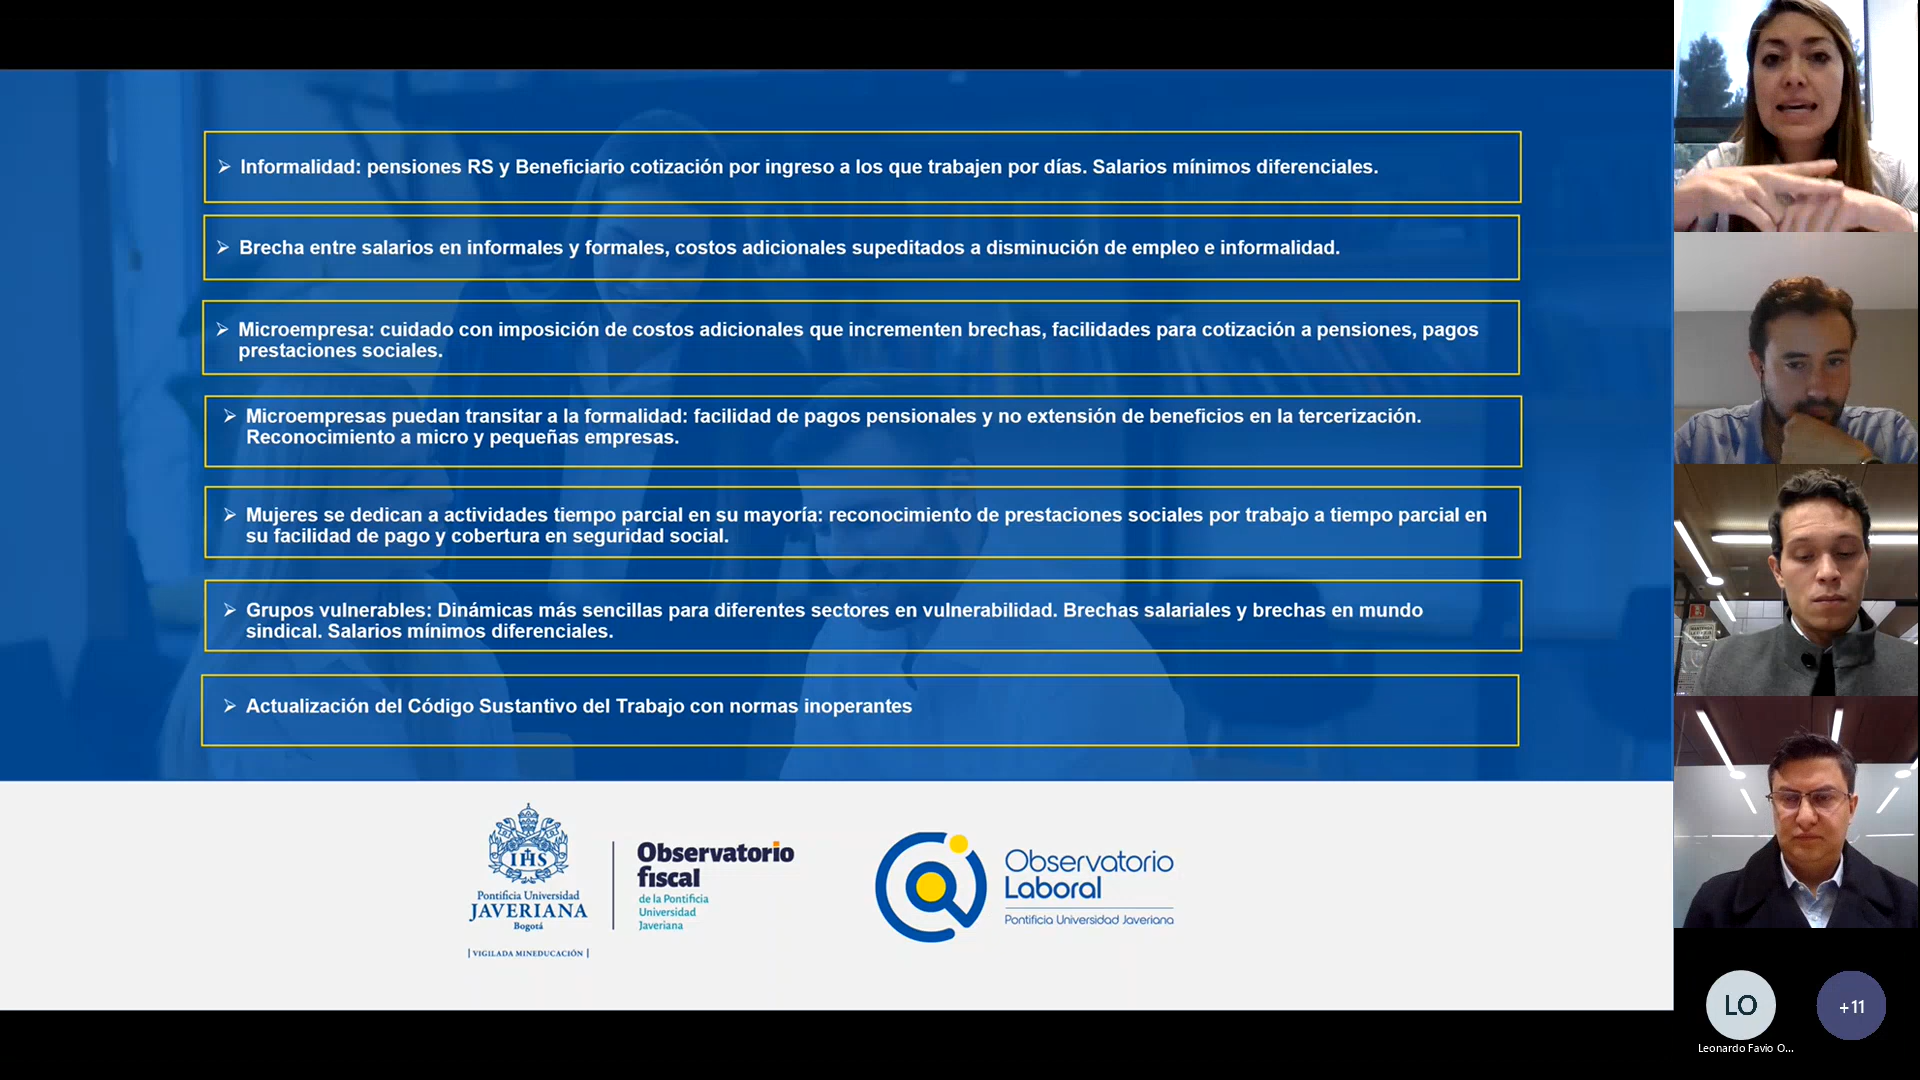 ➢ Informalidad: pensiones RS y Beneficiario cotización por ingreso a los que trabajen por días. Salarios mínimos diferenciales.
➢ Brecha entre salarios en informales y formales, costos adicionales supeditados a disminución de empleo e informalidad.
➢ Microempresa: cuidado con imposición de costos adicionales que incrementen brechas, facilidades para cotización a pensiones, pagos
prestaciones sociales.
➢ Microempresas puedan transitar a la formalidad: facilidad de pagos pensionales y no extensión de beneficios en la tercerización.
Reconocimiento a micro y pequeñas empresas.
➢ Mujeres se dedican a actividades tiempo parcial en su mayoría: reconocimiento de prestaciones sociales por trabajo a tiempo parcial en
su facilidad de pago y cobertura en seguridad social.
➢ Grupos vulnerables: Dinámicas más sencillas para diferentes sectores en vulnerabilidad. Brechas salariales y brechas en mundo
sindical. Salarios mínimos diferenciales.
➢ Actualización del Código Sustantivo del Trabajo con normas inoperantes
IHS
Pontificia Universidad
JAVERIANA
Bogotá
| VIGILADA MINEDUCACIÓN |
Observatorio
fiscal
de la Pontificia
Universidad
Javeriana
Observatorio
Laboral
Pontificia Universidad Javeriana
LO
+11
Leonardo Favio O...